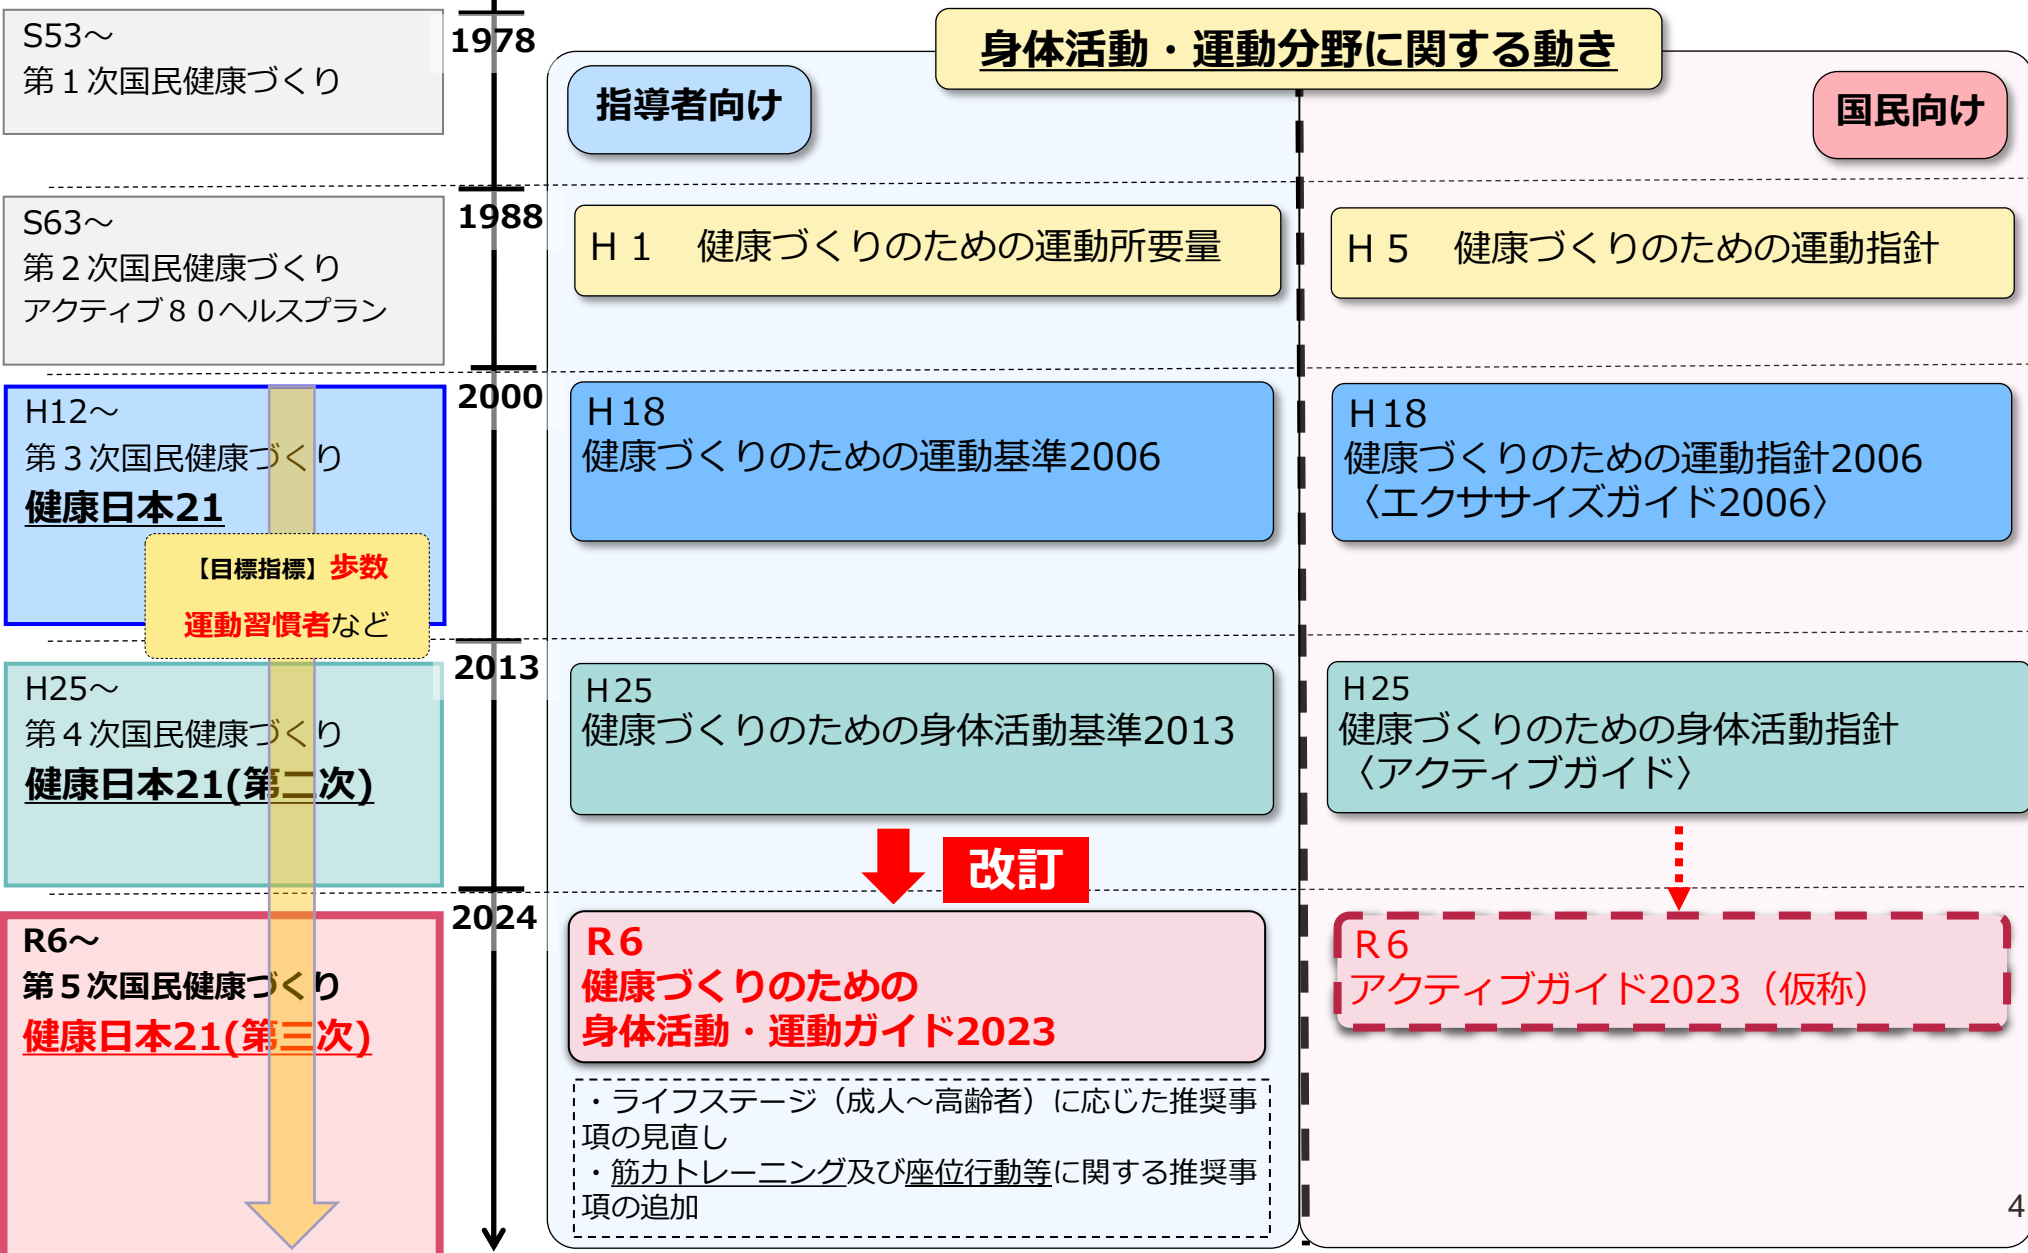 身体活動・運動分野に関する動き
指導者向け
国民向け
S53～
第１次国民健康づくり
1978
S63～
第２次国民健康づくり
アクティブ８０ヘルスプラン
1988
Ｈ１　健康づくりのための運動所要量
Ｈ５　健康づくりのための運動指針
H12～
第３次国民健康づくり
健康日本21
2000
Ｈ18
健康づくりのための運動基準2006
Ｈ18
健康づくりのための運動指針2006
〈エクササイズガイド2006〉
【目標指標】歩数
運動習慣者など
H25～
第４次国民健康づくり
健康日本21(第二次)
2013
Ｈ25
健康づくりのための身体活動基準2013
Ｈ25
健康づくりのための身体活動指針
〈アクティブガイド〉
改訂
R6～
第５次国民健康づくり
健康日本21(第三次)
2024
Ｒ６
健康づくりのための
身体活動・運動ガイド2023
Ｒ６
アクティブガイド2023（仮称）
・ライフステージ（成人～高齢者）に応じた推奨事
項の見直し
・筋力トレーニング及び座位行動等に関する推奨事
項の追加
4